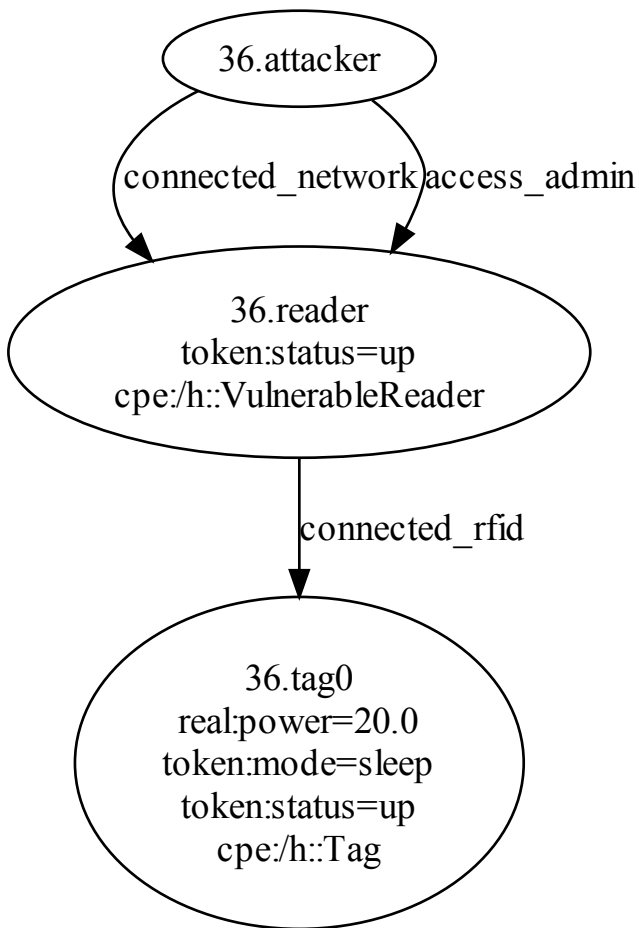 36.attacker
connected_network access_admin
36.reader
token:status=up
cpe:/h::VulnerableReader
connected_rfid
36.tag0
real:power=20.0
token:mode=sleep
token:status=up
cpe:/h::Tag